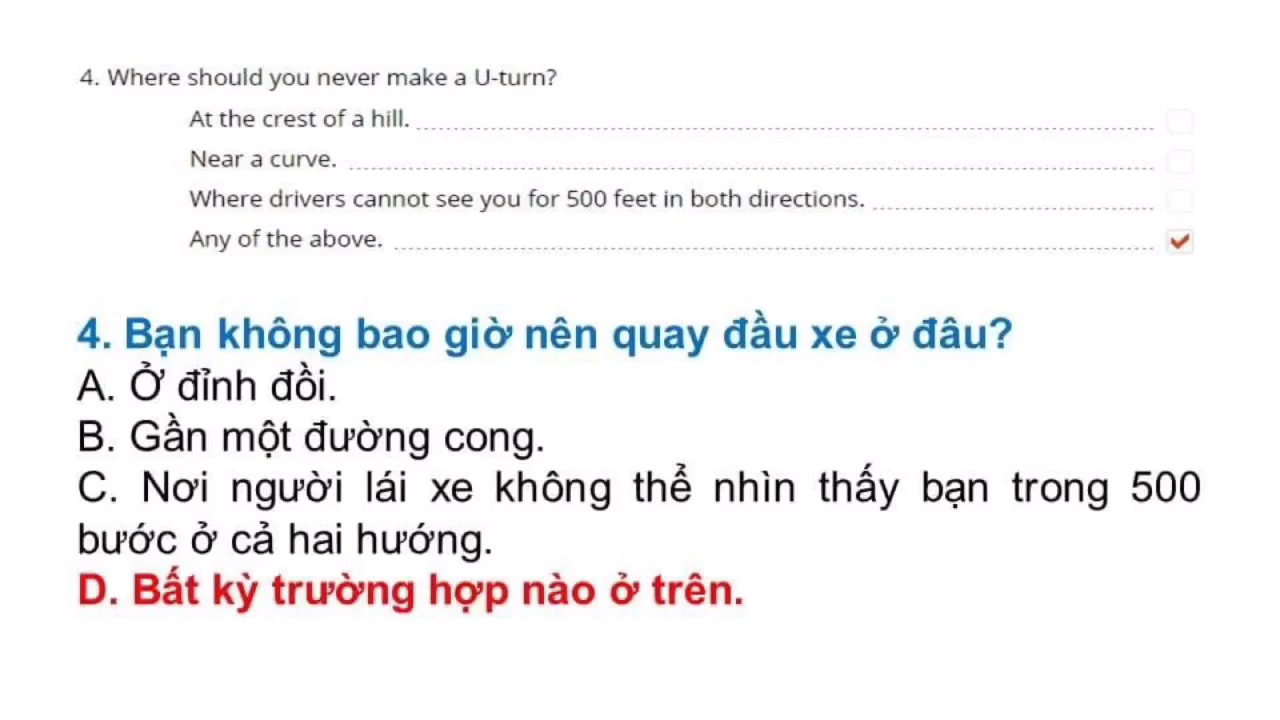 4. Where should you never make a U-turn?
At the crest of a hill.
Near a curve.
Where drivers cannot see you for 500 feet in both directions.
Any of the above.
4. Bạn không bao giờ nên quay đầu xe ở đâu?
A. Ở đỉnh đồi.
B. Gần một đường cong.
C. Nơi người lái xe không thể nhìn thấy bạn trong 500
bước ở cả hai hướng.
D. Bất kỳ trường hợp nào ở trên.